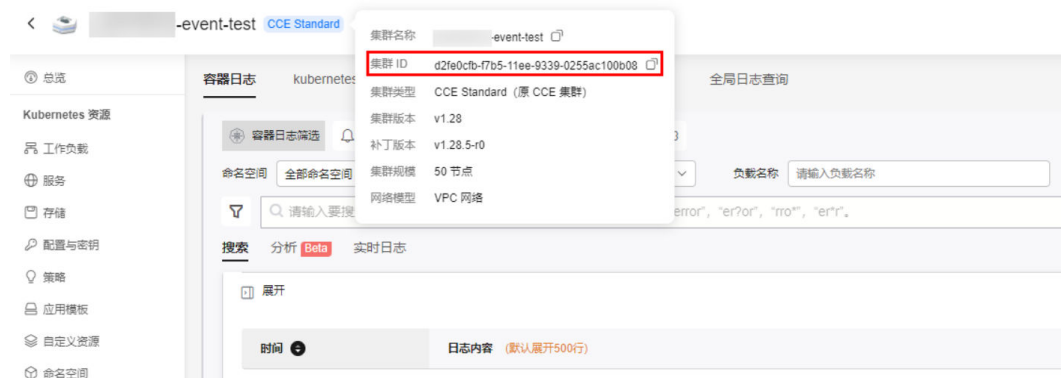 -event-test CCE Standard
集群名称 -event-test
集群 ID d2fe0cfb-f7b5-11ee-9339-0255ac100b08
集群类型 CCE Standard（原 CCE 集群）
集群版本 v1.28
补丁版本 v1.28.5-r0
集群规模 50 节点
网络模型 VPC 网络
总览
Kubernetes 资源
工作负载
服务
存储
配置与密钥
策略
应用模板
自定义资源
命名空间
容器日志 kubernetes 全局日志查询
容器日志筛选
命名空间 全部命名空间 负载名称 请输入负载名称
请输入要搜 error", "er?or", "rro*", "er*r"。
搜索 分析 Beta 实时日志
展开
时间 日志内容 (默认展开500行)